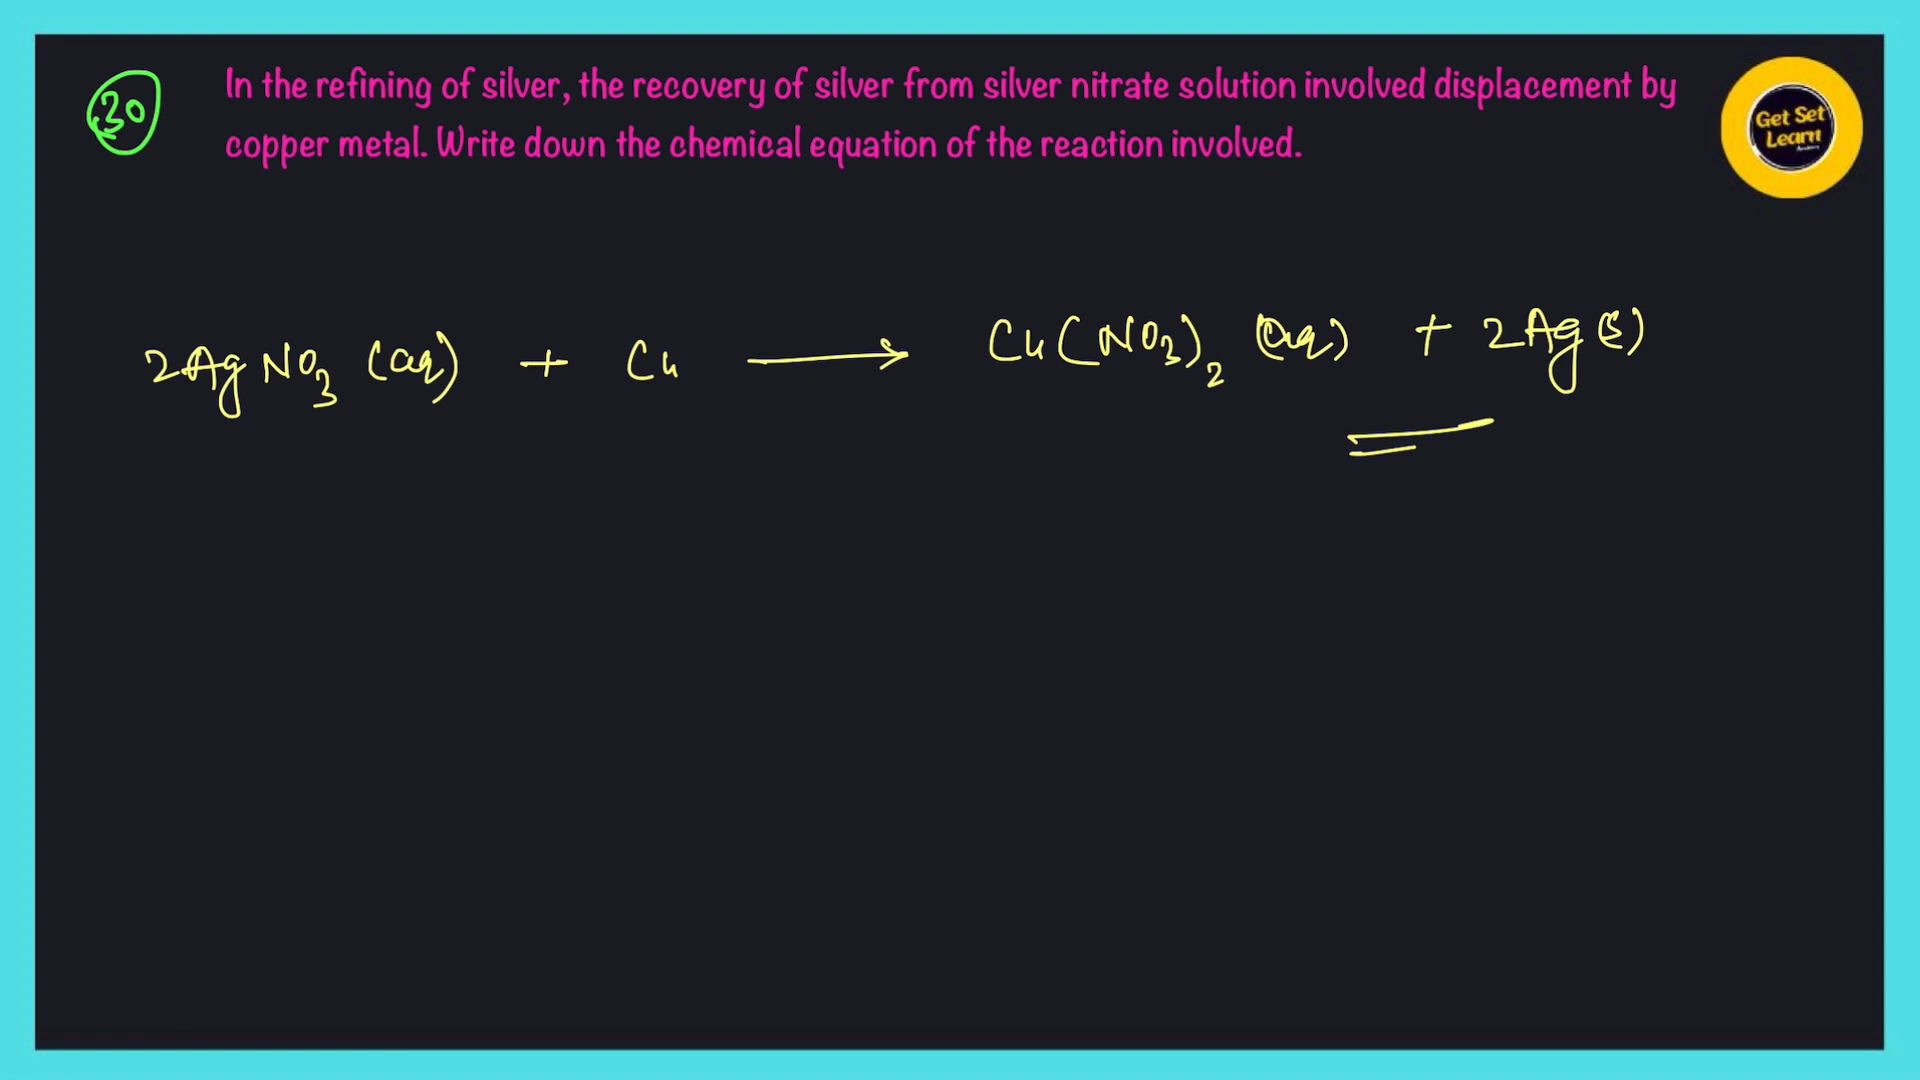 30
In the refining of silver, the recovery of silver from silver nitrate solution involved displacement by
copper metal. Write down the chemical equation of the reaction involved.
Get Set
Learn
2AgNO₃ (aq) + Cu ⟶ Cu(NO₃)₂ (aq) + 2Ag(s)